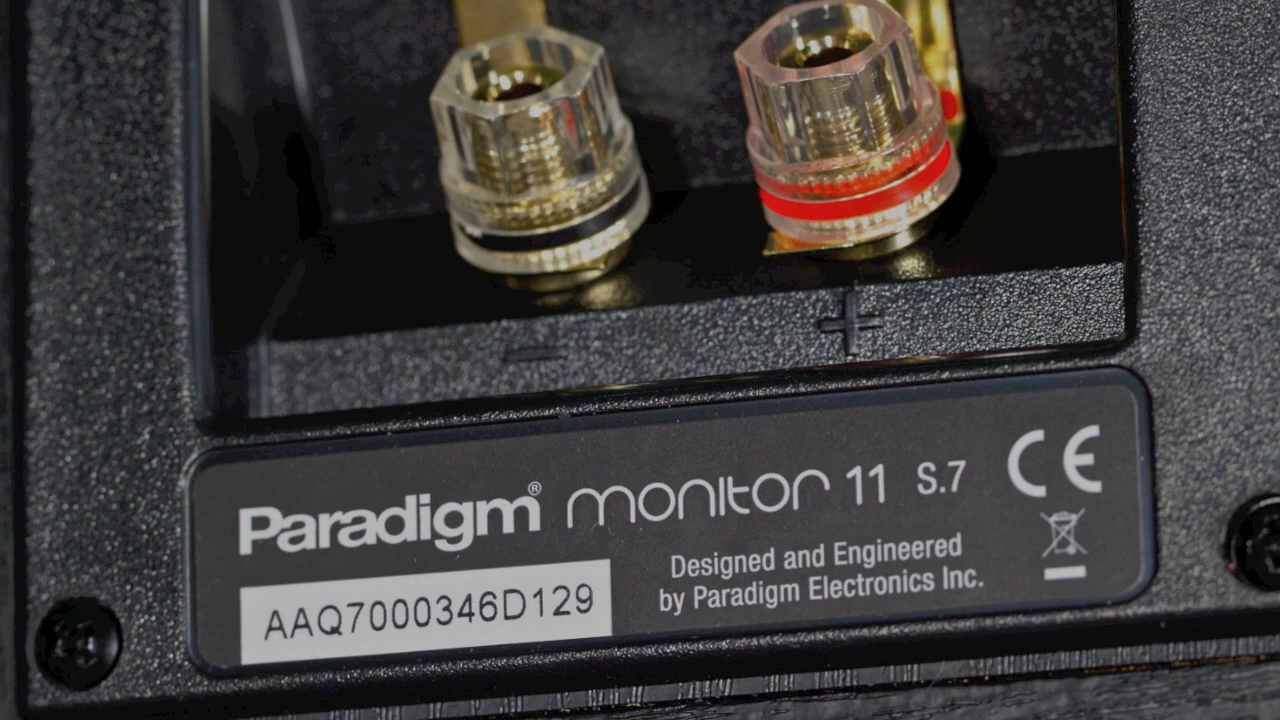 − +
Paradigm® monitor 11 S.7 CE
AAQ7000346D129
Designed and Engineered
by Paradigm Electronics Inc.